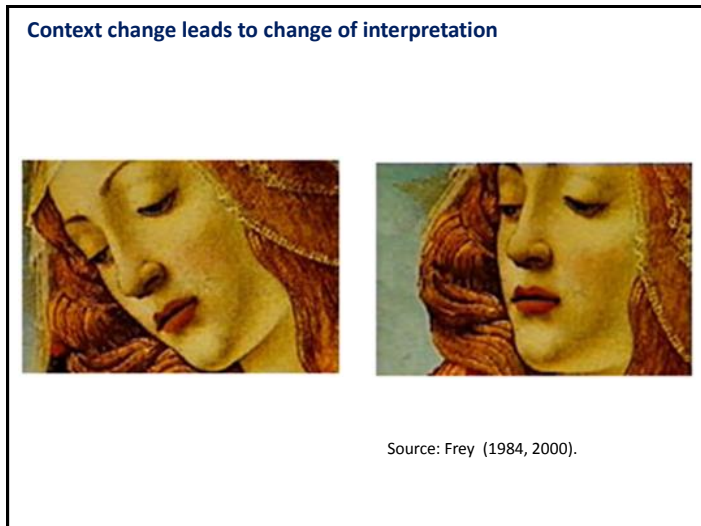 Context change leads to change of interpretation
Source: Frey  (1984, 2000).